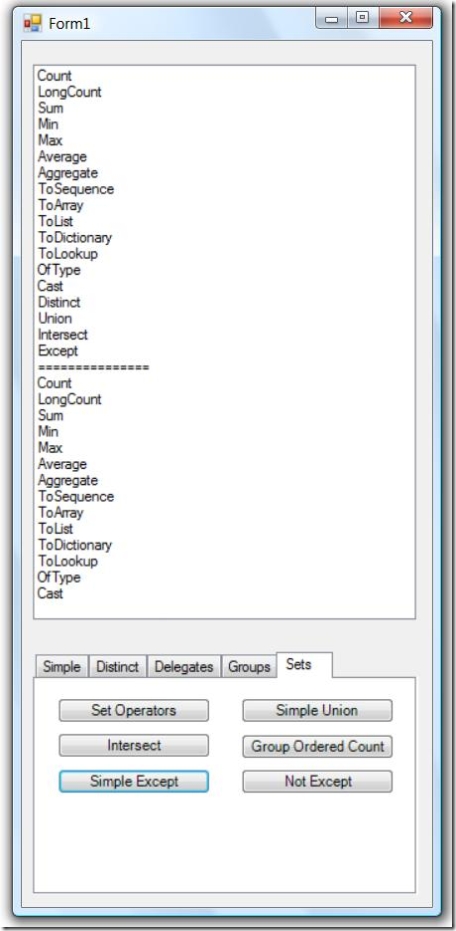 Form1
Count
LongCount
Sum
Min
Max
Average
Aggregate
ToSequence
ToArray
ToList
ToDictionary
ToLookup
OfType
Cast
Distinct
Union
Intersect
Except
===============
Count
LongCount
Sum
Min
Max
Average
Aggregate
ToSequence
ToArray
ToList
ToDictionary
ToLookup
OfType
Cast
Simple Distinct Delegates Groups Sets
Set Operators Simple Union
Intersect Group Ordered Count
Simple Except Not Except